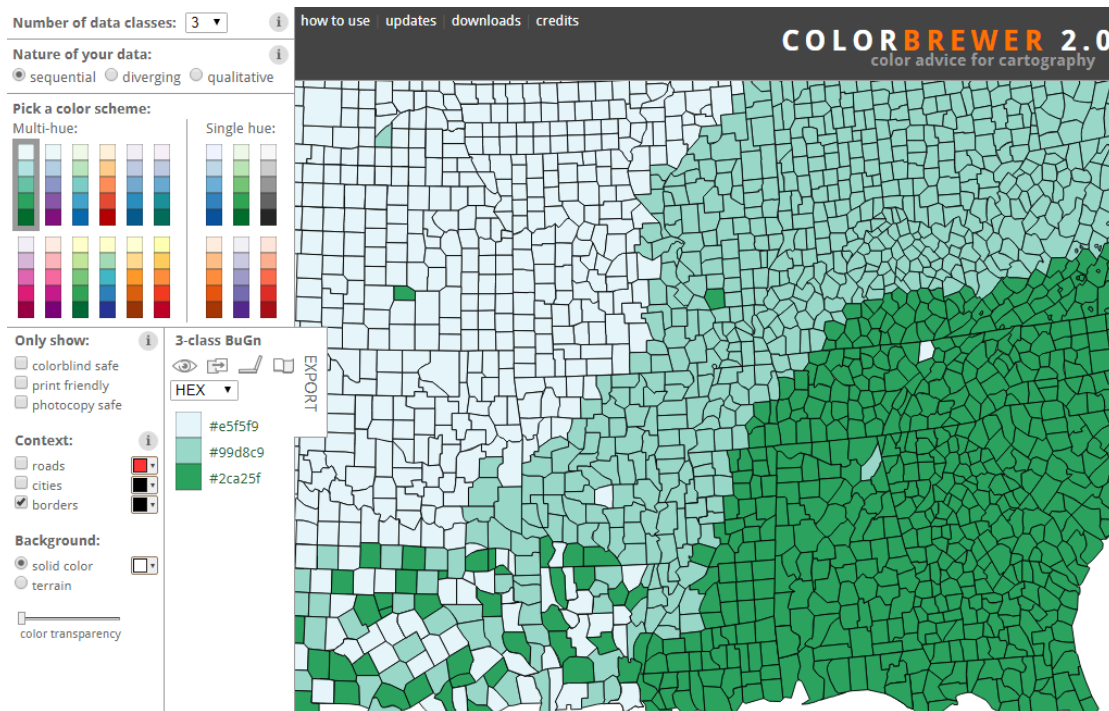 Number of data classes: 3 i
how to use | updates | downloads | credits
COLORBREWER 2.0
color advice for cartography
Nature of your data: i
sequential diverging qualitative
Pick a color scheme:
Multi-hue: Single hue:
Only show: i
colorblind safe
print friendly
photocopy safe
Context: i
roads
cities
borders
Background:
solid color
terrain
color transparency
3-class BuGn
EXPORT
HEX
#e5f5f9
#99d8c9
#2ca25f